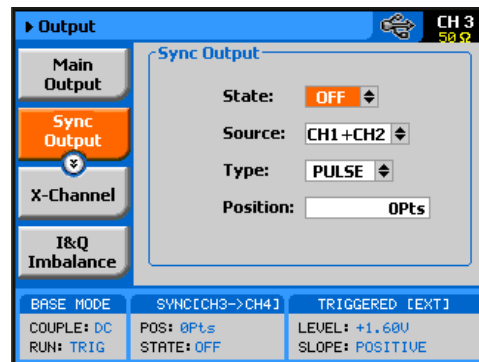 Output
CH 3
50Ω
Main
Output
Sync
Output
X-Channel
I&Q
Imbalance
Sync Output
State: OFF
Source: CH1+CH2
Type: PULSE
Position: 0Pts
BASE MODE
COUPLE: DC
RUN: TRIG
SYNC[CH3->CH4]
POS: 0Pts
STATE: OFF
TRIGGERED [EXT]
LEVEL: +1.60V
SLOPE: POSITIVE